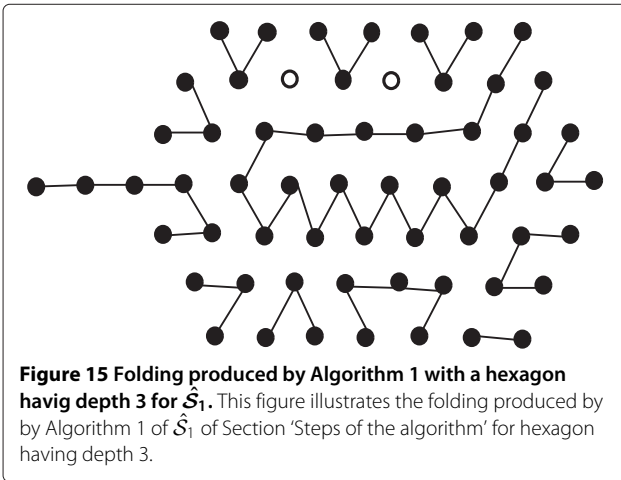 Figure 15 Folding produced by Algorithm 1 with a hexagon
havig depth 3 for 𝒮̂₁. This figure illustrates the folding produced by
by Algorithm 1 of 𝒮̂₁ of Section ‘Steps of the algorithm’ for hexagon
having depth 3.